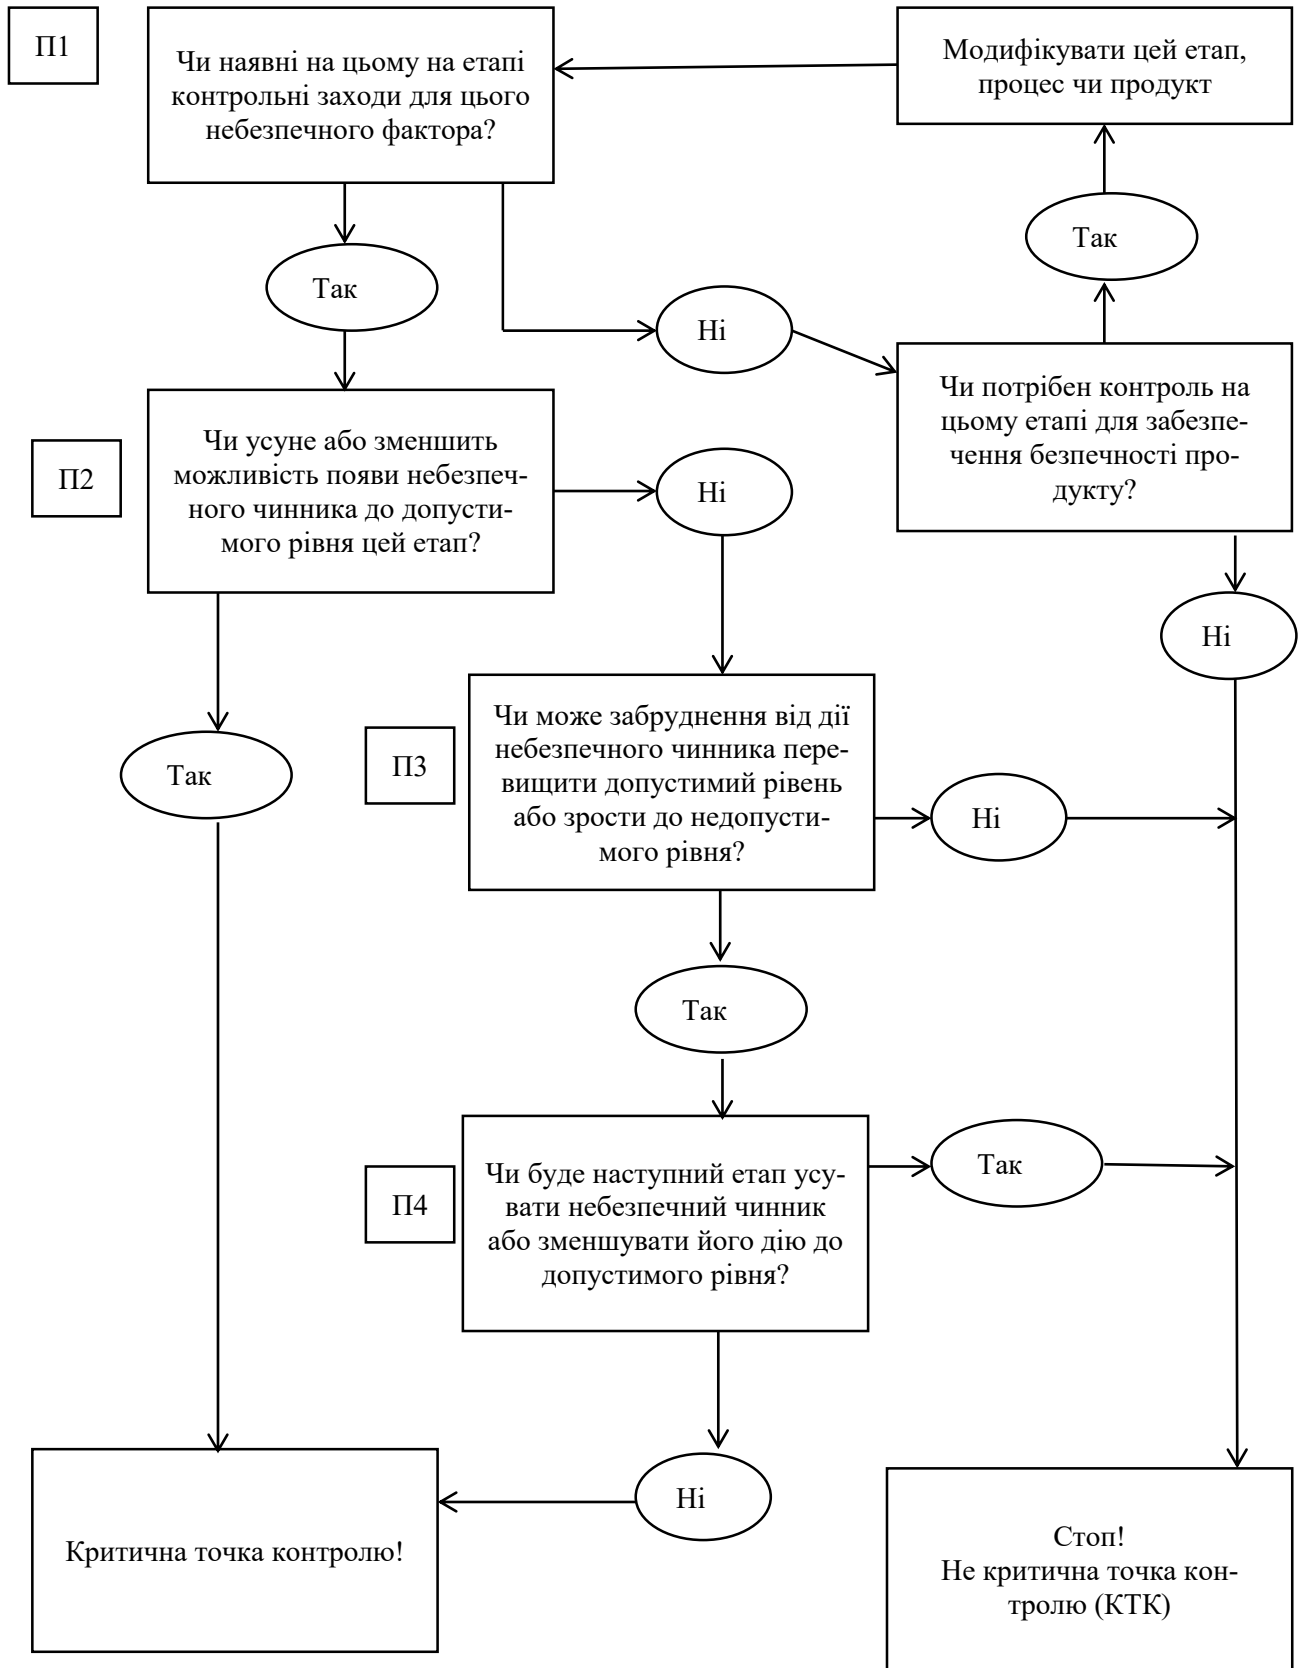 П1
Чи наявні на цьому на етапі
контрольні заходи для цього
небезпечного фактора?
Модифікувати цей етап,
процес чи продукт
Так
Так
Ні
Чи потрібен контроль на
цьому етапі для забезпе-
чення безпечності про-
дукту?
П2
Чи усуне або зменшить
можливість появи небезпеч-
ного чинника до допусти-
мого рівня цей етап?
Ні
Ні
Так
П3
Чи може забруднення від дії
небезпечного чинника пере-
вищити допустимий рівень
або зрости до недопусти-
мого рівня?
Ні
Так
П4
Чи буде наступний етап усу-
вати небезпечний чинник
або зменшувати його дію до
допустимого рівня?
Так
Ні
Критична точка контролю!
Стоп!
Не критична точка кон-
тролю (КТК)